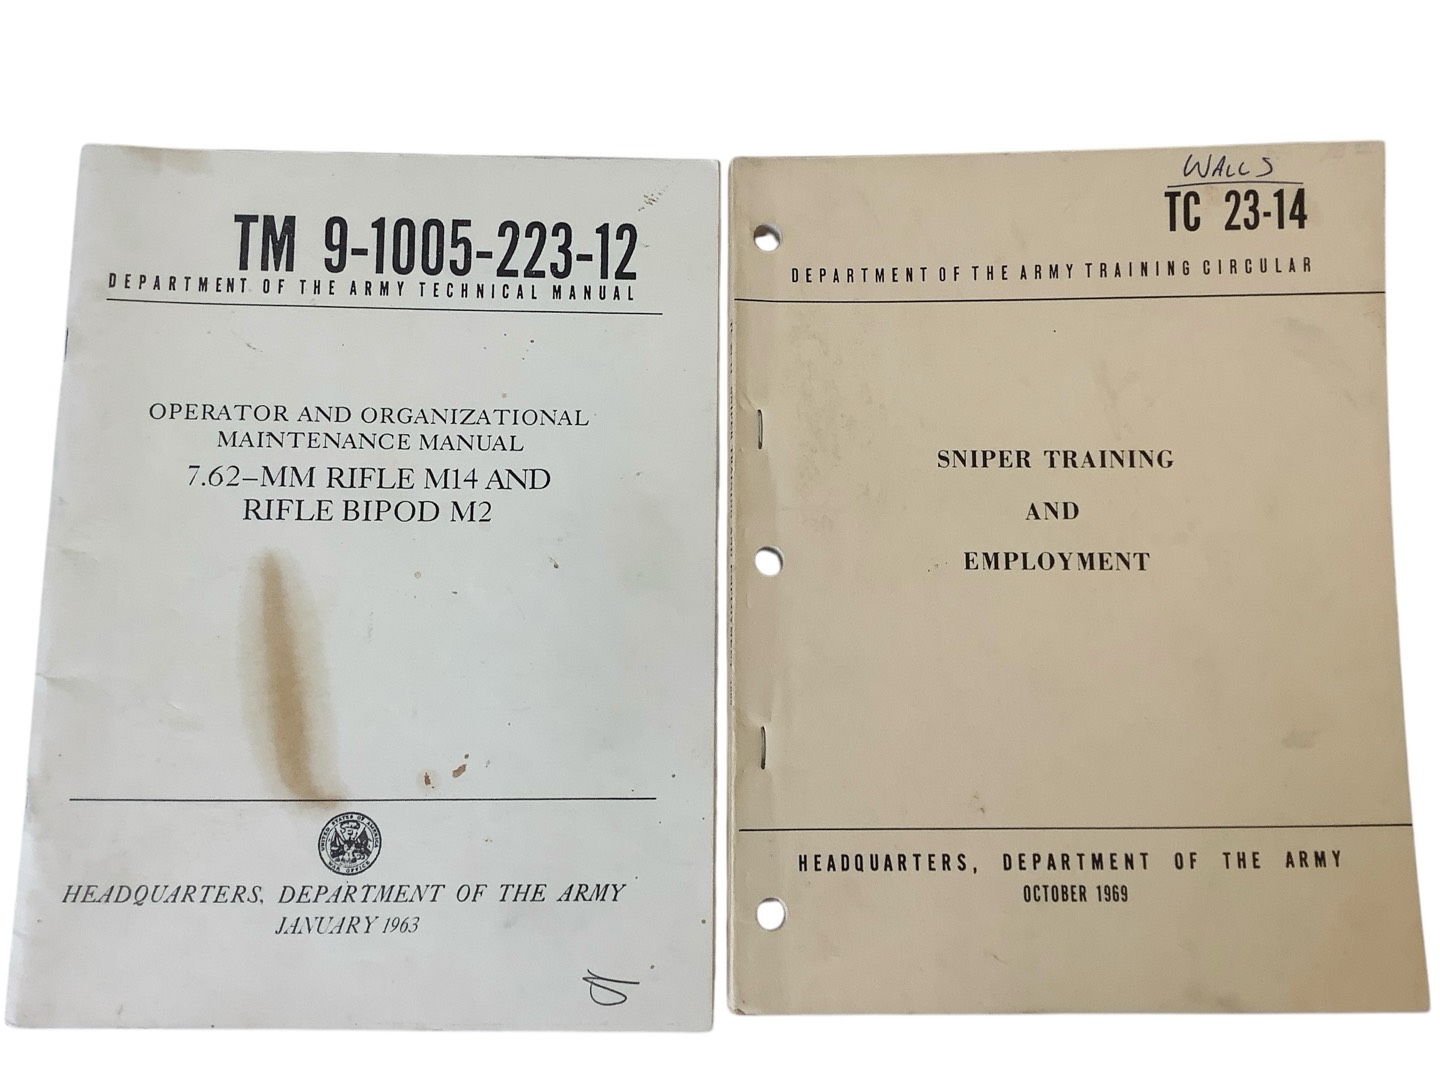 TM 9-1005-223-12
DEPARTMENT OF THE ARMY TECHNICAL MANUAL
OPERATOR AND ORGANIZATIONAL
MAINTENANCE MANUAL
7.62-MM RIFLE M14 AND
RIFLE BIPOD M2
HEADQUARTERS, DEPARTMENT OF THE ARMY
JANUARY 1963
WALLS
TC 23-14
DEPARTMENT OF THE ARMY TRAINING CIRCULAR
SNIPER TRAINING
AND
EMPLOYMENT
HEADQUARTERS, DEPARTMENT OF THE ARMY
OCTOBER 1969